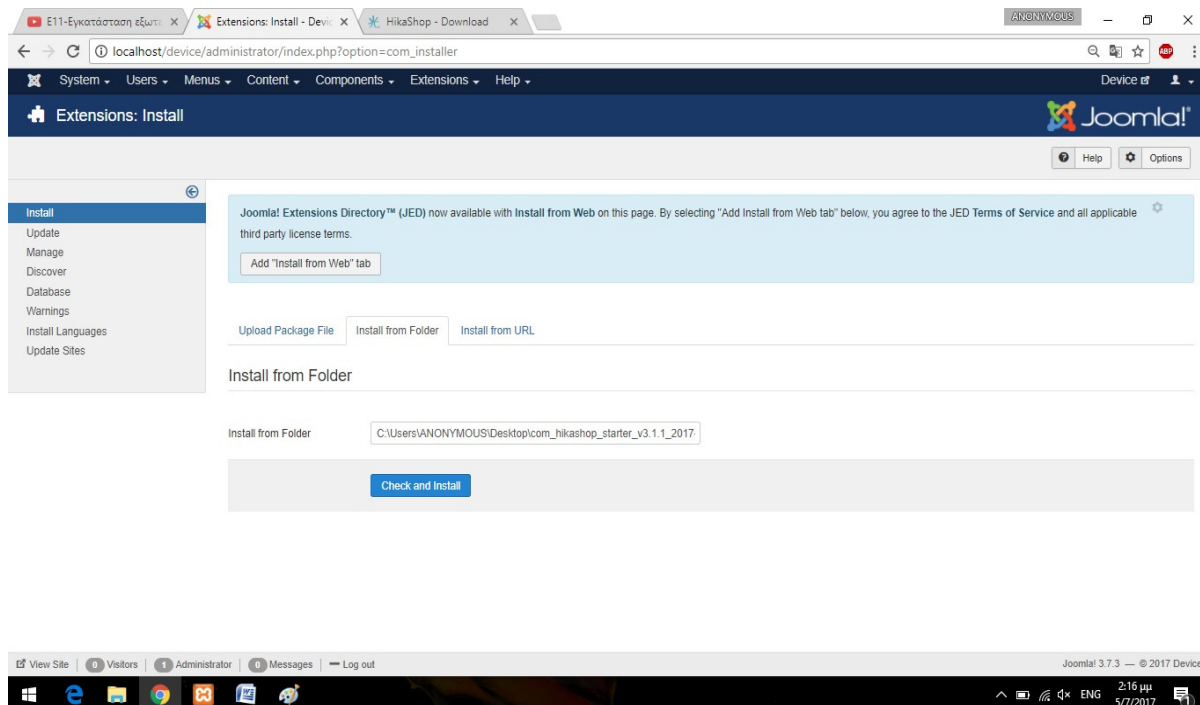 E11-Εγκατάσταση εξωτε
Extensions: Install - Devic
HikaShop - Download
ANONYMOUS
localhost/device/administrator/index.php?option=com_installer
ABP
System Users Menus Content Components Extensions Help
Device
Extensions: Install
Joomla!
Help
Options
Install
Update
Manage
Discover
Database
Warnings
Install Languages
Update Sites
Joomla! Extensions Directory™ (JED) now available with Install from Web on this page. By selecting "Add Install from Web tab" below, you agree to the JED Terms of Service and all applicable
third party license terms.
Add "Install from Web" tab
Upload Package File
Install from Folder
Install from URL
Install from Folder
Install from Folder
C:\Users\ANONYMOUS\Desktop\com_hikashop_starter_v3.1.1_2017-
Check and Install
View Site
0 Visitors
1 Administrator
0 Messages
Log out
Joomla! 3.7.3 — © 2017 Device
ENG
2:16 μμ
5/7/2017
1